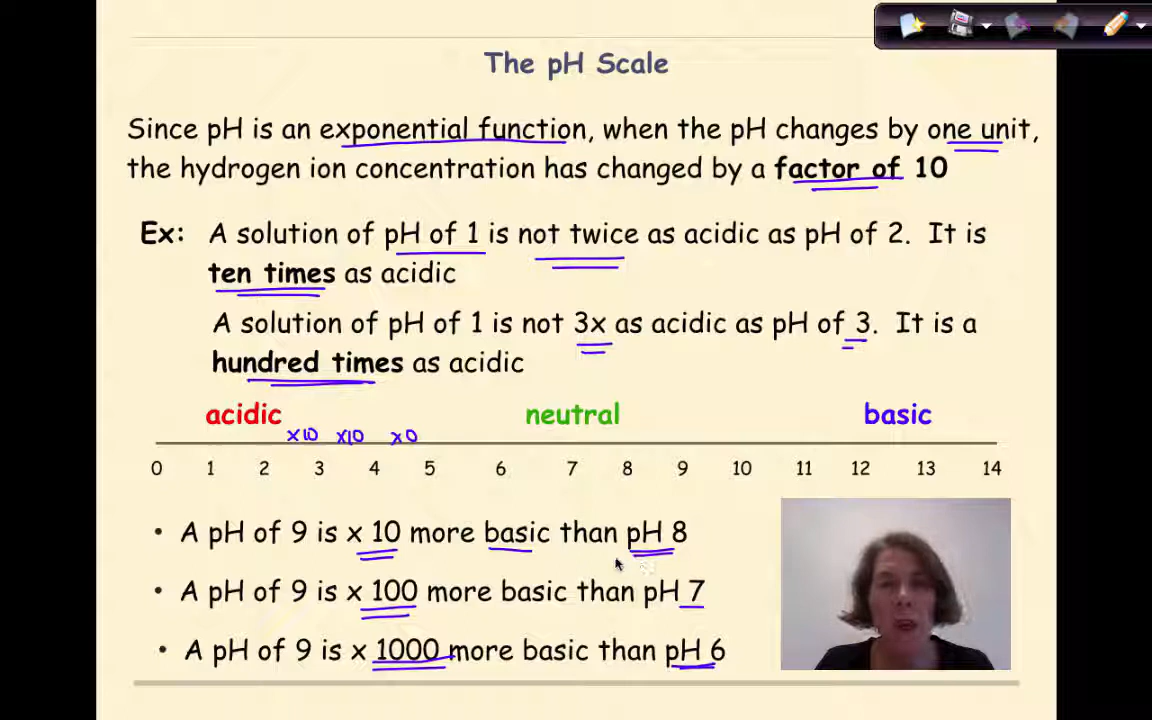 The pH Scale
Since pH is an exponential function, when the pH changes by one unit,
the hydrogen ion concentration has changed by a factor of 10
Ex: A solution of pH of 1 is not twice as acidic as pH of 2. It is
ten times as acidic
A solution of pH of 1 is not 3x as acidic as pH of 3. It is a
hundred times as acidic
acidic neutral basic
x10 x10 x0
0 1 2 3 4 5 6 7 8 9 10 11 12 13 14
• A pH of 9 is x 10 more basic than pH 8
• A pH of 9 is x 100 more basic than pH 7
• A pH of 9 is x 1000 more basic than pH 6